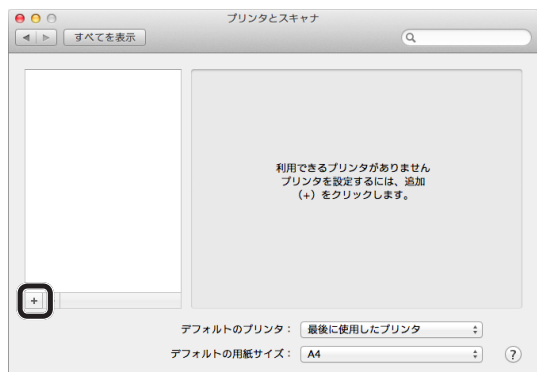 プリンタとスキャナ
すべてを表示
利用できるプリンタがありません
プリンタを設定するには、追加
（+）をクリックします。
+
デフォルトのプリンタ： 最後に使用したプリンタ
デフォルトの用紙サイズ： A4 ?